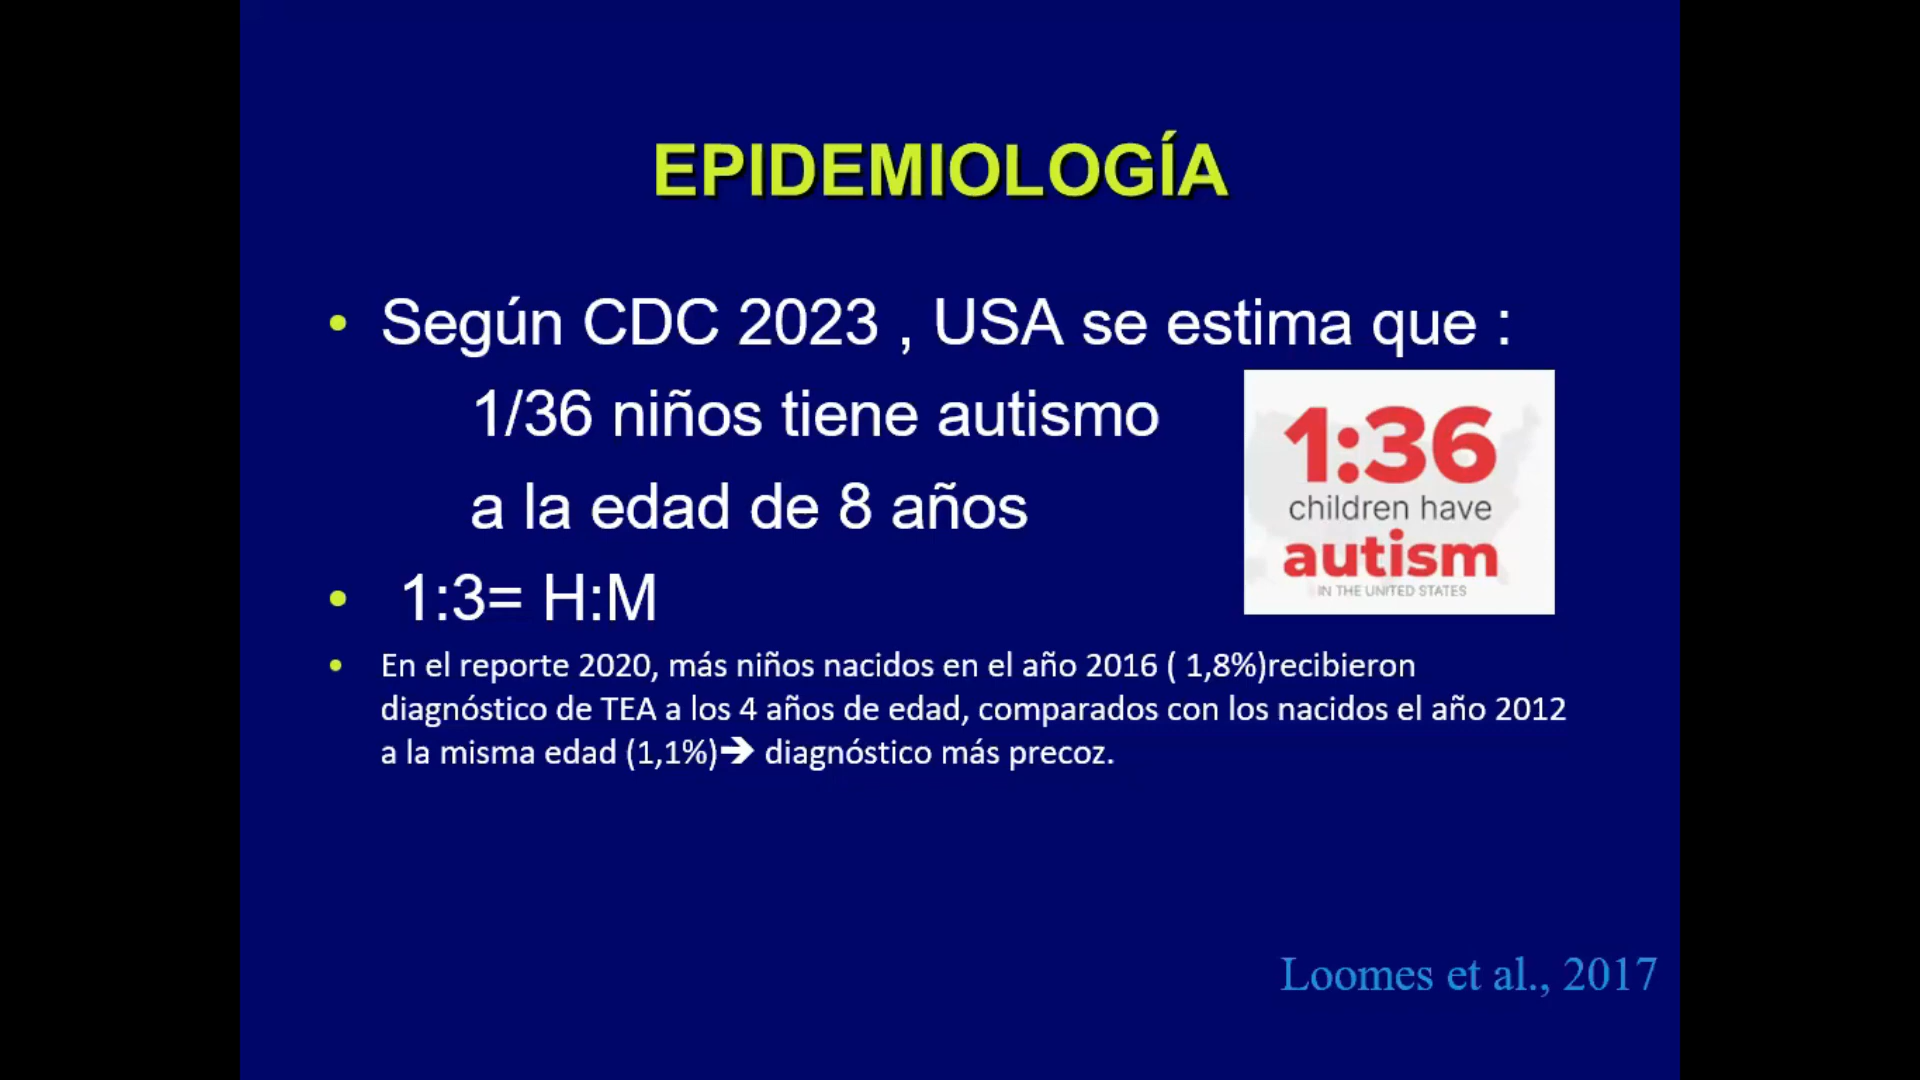 EPIDEMIOLOGÍA
• Según CDC 2023 , USA se estima que :
1/36 niños tiene autismo
a la edad de 8 años
1:36
children have
autism
IN THE UNITED STATES
• 1:3= H:M
• En el reporte 2020, más niños nacidos en el año 2016 ( 1,8%)recibieron
diagnóstico de TEA a los 4 años de edad, comparados con los nacidos el año 2012
a la misma edad (1,1%)➔ diagnóstico más precoz.
Loomes et al., 2017